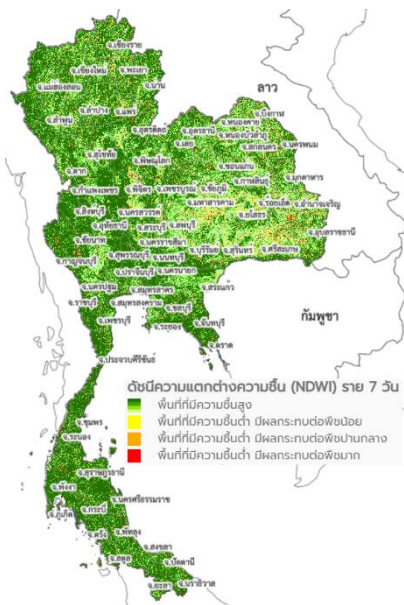 จ.เชียงราย
จ.เชียงใหม่
จ.พะเยา
จ.แม่ฮ่องสอน
จ.น่าน
ลาว
จ.ลำปาง
จ.แพร่
จ.ลำพูน
จ.บึงกาฬ
จ.อุตรดิตถ์
จ.อุดรธานี
จ.หนองคาย
จ.เลย
จ.หนองบัวลำภู
จ.สุโขทัย
จ.สกลนคร
จ.นครพนม
จ.พิษณุโลก
จ.ขอนแก่น
จ.ตาก
จ.กาฬสินธุ์
จ.มุกดาหาร
จ.กำแพงเพชร
จ.พิจิตร
จ.เพชรบูรณ์
จ.ชัยภูมิ
จ.มหาสารคาม
จ.ร้อยเอ็ด
จ.อำนาจเจริญ
จ.สิงห์บุรี
จ.นครสวรรค์
จ.ยโสธร
จ.อุทัยธานี
จ.สระบุรี
จ.ลพบุรี
จ.อุบลราชธานี
จ.ชัยนาท
จ.นครราชสีมา
จ.บุรีรัมย์
จ.สุรินทร์
จ.ศรีสะเกษ
จ.กาญจนบุรี
จ.สุพรรณบุรี
จ.นนทบุรี
จ.ปราจีนบุรี
จ.นครนายก
จ.นครปฐม
จ.สมุทรสาคร
จ.สระแก้ว
จ.ราชบุรี
จ.สมุทรสงคราม
จ.ชลบุรี
กัมพูชา
จ.เพชรบุรี
จ.ระยอง
จ.จันทบุรี
จ.ตราด
จ.ประจวบคีรีขันธ์
ดัชนีความแตกต่างความชื้น (NDWI) ราย 7 วัน
พื้นที่ที่มีความชื้นสูง
พื้นที่ที่มีความชื้นต่ำ มีผลกระทบต่อพืชน้อย
พื้นที่ที่มีความชื้นต่ำ มีผลกระทบต่อพืชปานกลาง
พื้นที่ที่มีความชื้นต่ำ มีผลกระทบต่อพืชมาก
จ.ชุมพร
จ.ระนอง
จ.สุราษฎร์ธานี
จ.พังงา
จ.นครศรีธรรมราช
จ.กระบี่
จ.ภูเก็ต
จ.ตรัง
จ.พัทลุง
จ.สงขลา
จ.สตูล
จ.ปัตตานี
จ.ยะลา
จ.นราธิวาส